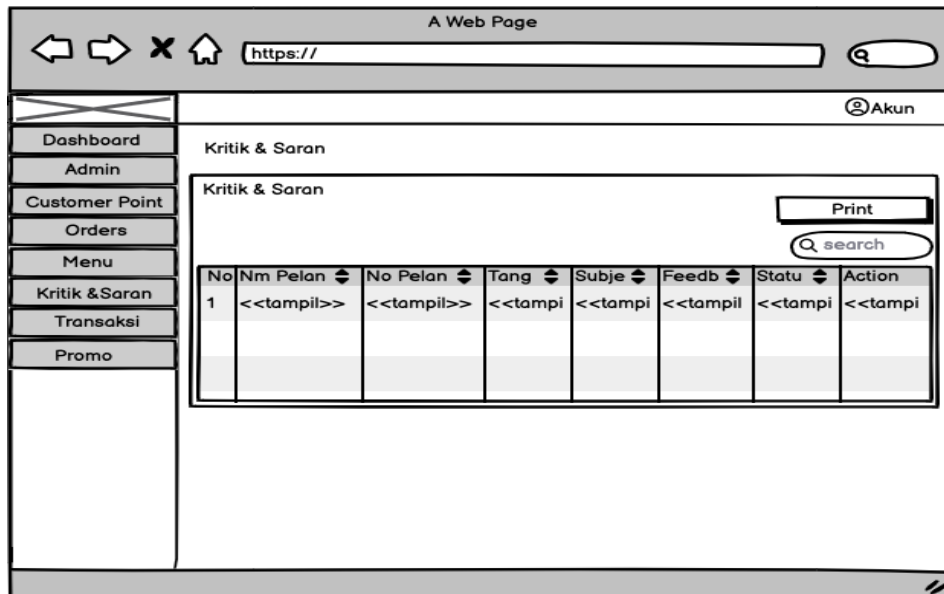 A Web Page
https://
Akun
Dashboard
Admin
Customer Point
Orders
Menu
Kritik &Saran
Transaksi
Promo
Kritik & Saran
Kritik & Saran
Print
search
No Nm Pelan No Pelan Tang Subje Feedb Statu Action
1 <<tampil>> <<tampil>> <<tampi <<tampi <<tampil <<tampi <<tampi